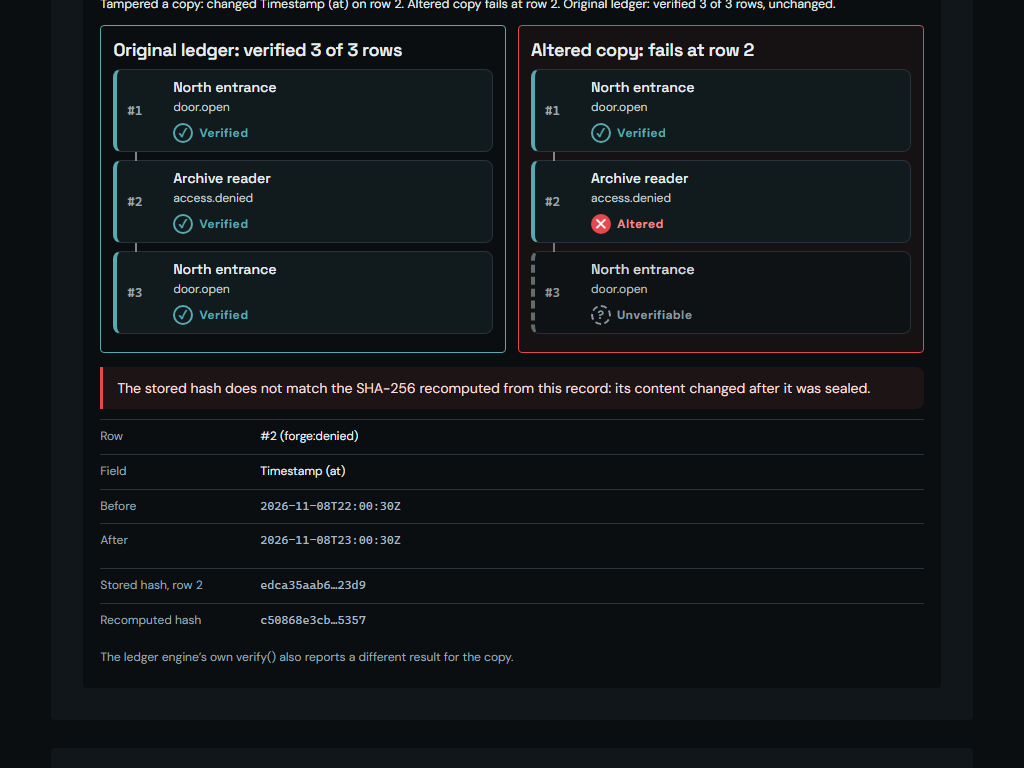 Tampered a copy: changed Timestamp (at) on row 2. Altered copy fails at row 2. Original ledger: verified 3 of 3 rows, unchanged.
Original ledger: verified 3 of 3 rows
#1
North entrance
door.open
Verified
#2
Archive reader
access.denied
Verified
#3
North entrance
door.open
Verified
Altered copy: fails at row 2
#1
North entrance
door.open
Verified
#2
Archive reader
access.denied
Altered
#3
North entrance
door.open
Unverifiable
The stored hash does not match the SHA-256 recomputed from this record: its content changed after it was sealed.
Row #2 (forge:denied)
Field Timestamp (at)
Before 2026-11-08T22:00:30Z
After 2026-11-08T23:00:30Z
Stored hash, row 2 edca35aab6…23d9
Recomputed hash c50868e3cb…5357
The ledger engine's own verify() also reports a different result for the copy.